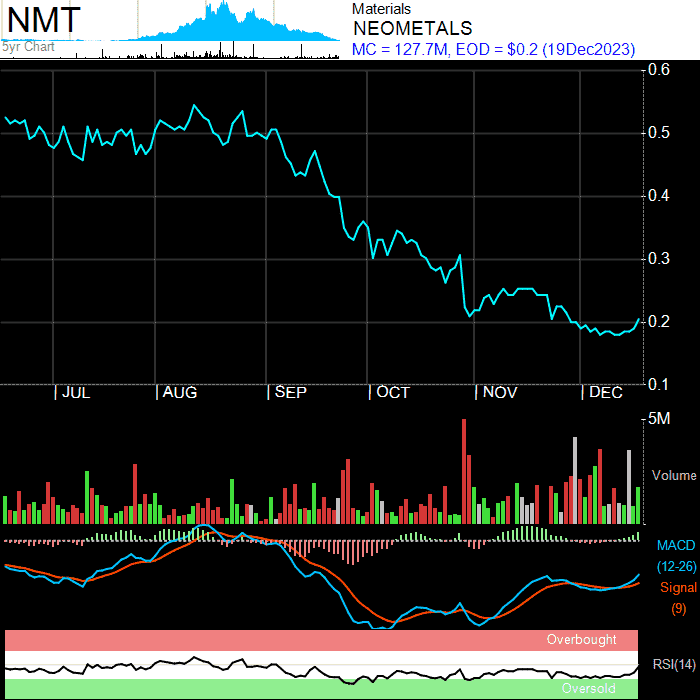 NMT
5yr Chart
Materials
NEOMETALS
MC = 127.7M, EOD = $0.2 (19Dec2023)
0.6
0.5
0.4
0.3
0.2
0.1
JUL AUG SEP OCT NOV DEC
5M
Volume
MACD
(12-26)
Signal
(9)
Overbought
RSI(14)
Oversold